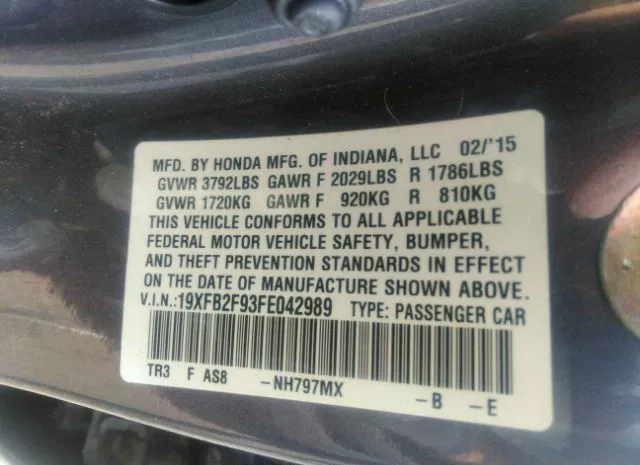 MFD. BY HONDA MFG. OF INDIANA, LLC 02/'15
GVWR 3792LBS GAWR F 2029LBS R 1786LBS
GVWR 1720KG GAWR F 920KG R 810KG
THIS VEHICLE CONFORMS TO ALL APPLICABLE
FEDERAL MOTOR VEHICLE SAFETY, BUMPER,
AND THEFT PREVENTION STANDARDS IN EFFECT
ON THE DATE OF MANUFACTURE SHOWN ABOVE.
V.I.N.:19XFB2F93FE042989 TYPE: PASSENGER CAR
TR3 F AS8 -NH797MX -B -E